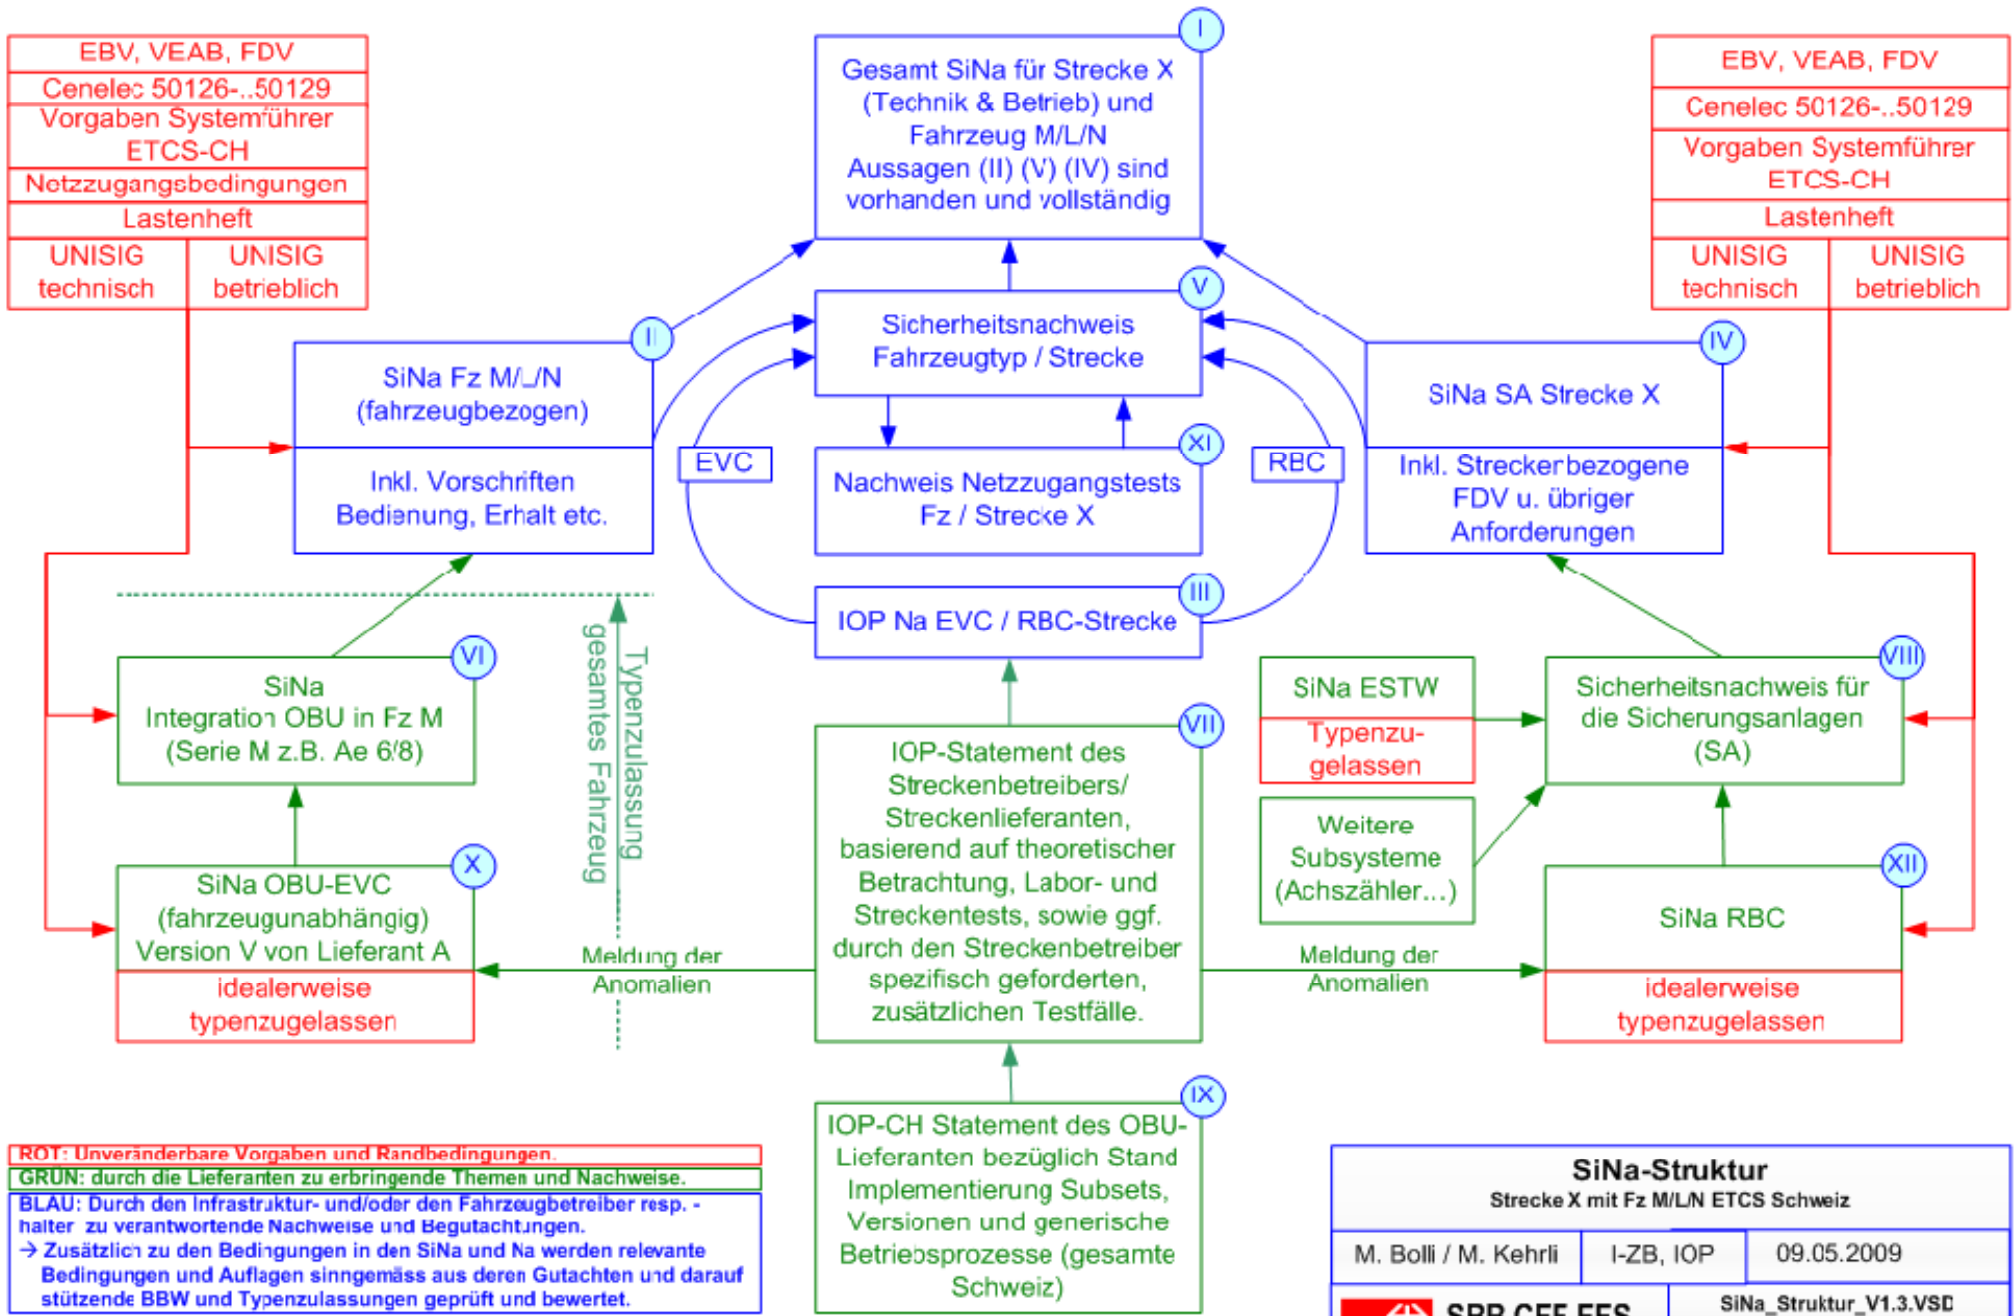 EBV, VEAB, FDV
Cenelec 50126-..50129
Vorgaben Systemführer
ETCS-CH
Netzzugangsbedingungen
Lastenheft
UNISIG
technisch
UNISIG
betrieblich
I
Gesamt SiNa für Strecke X
(Technik & Betrieb) und
Fahrzeug M/L/N
Aussagen (II) (V) (IV) sind
vorhanden und vollständig
EBV, VEAB, FDV
Cenelec 50126-..50129
Vorgaben Systemführer
ETCS-CH
Lastenheft
UNISIG
technisch
UNISIG
betrieblich
II
SiNa Fz M/L/N
(fahrzeugbezogen)
Inkl. Vorschriften
Bedienung, Erhalt etc.
V
Sicherheitsnachweis
Fahrzeugtyp / Strecke
IV
SiNa SA Strecke X
Inkl. Streckenbezogene
FDV u. übriger
Anforderungen
EVC
XI
Nachweis Netzzugangstests
Fz / Strecke X
RBC
III
IOP Na EVC / RBC-Strecke
Typenzulassung
gesamtes Fahrzeug
VI
SiNa
Integration OBU in Fz M
(Serie M z.B. Ae 6/8)
VII
IOP-Statement des
Streckenbetreibers/
Streckenlieferanten,
basierend auf theoretischer
Betrachtung, Labor- und
Streckentests, sowie ggf.
durch den Streckenbetreiber
spezifisch geforderten,
zusätzlichen Testfälle.
SiNa ESTW
Typenzu-
gelassen
VIII
Sicherheitsnachweis für
die Sicherungsanlagen
(SA)
Weitere
Subsysteme
(Achszähler...)
X
SiNa OBU-EVC
(fahrzeugunabhängig)
Version V von Lieferant A
idealerweise
typenzugelassen
Meldung der
Anomalien
Meldung der
Anomalien
XII
SiNa RBC
idealerweise
typenzugelassen
IX
IOP-CH Statement des OBU-
Lieferanten bezüglich Stand
Implementierung Subsets,
Versionen und generische
Betriebsprozesse (gesamte
Schweiz)
ROT: Unveränderbare Vorgaben und Randbedingungen.
GRÜN: durch die Lieferanten zu erbringende Themen und Nachweise.
BLAU: Durch den Infrastruktur- und/oder den Fahrzeugbetreiber resp. -
halter zu verantwortende Nachweise und Begutachtungen.
→ Zusätzlich zu den Bedingungen in den SiNa und Na werden relevante
Bedingungen und Auflagen sinngemäss aus deren Gutachten und darauf
stützende BBW und Typenzulassungen geprüft und bewertet.
SiNa-Struktur
Strecke X mit Fz M/L/N ETCS Schweiz
M. Bolli / M. Kehrli
I-ZB, IOP
09.05.2009
SiNa_Struktur_V1.3.VSD